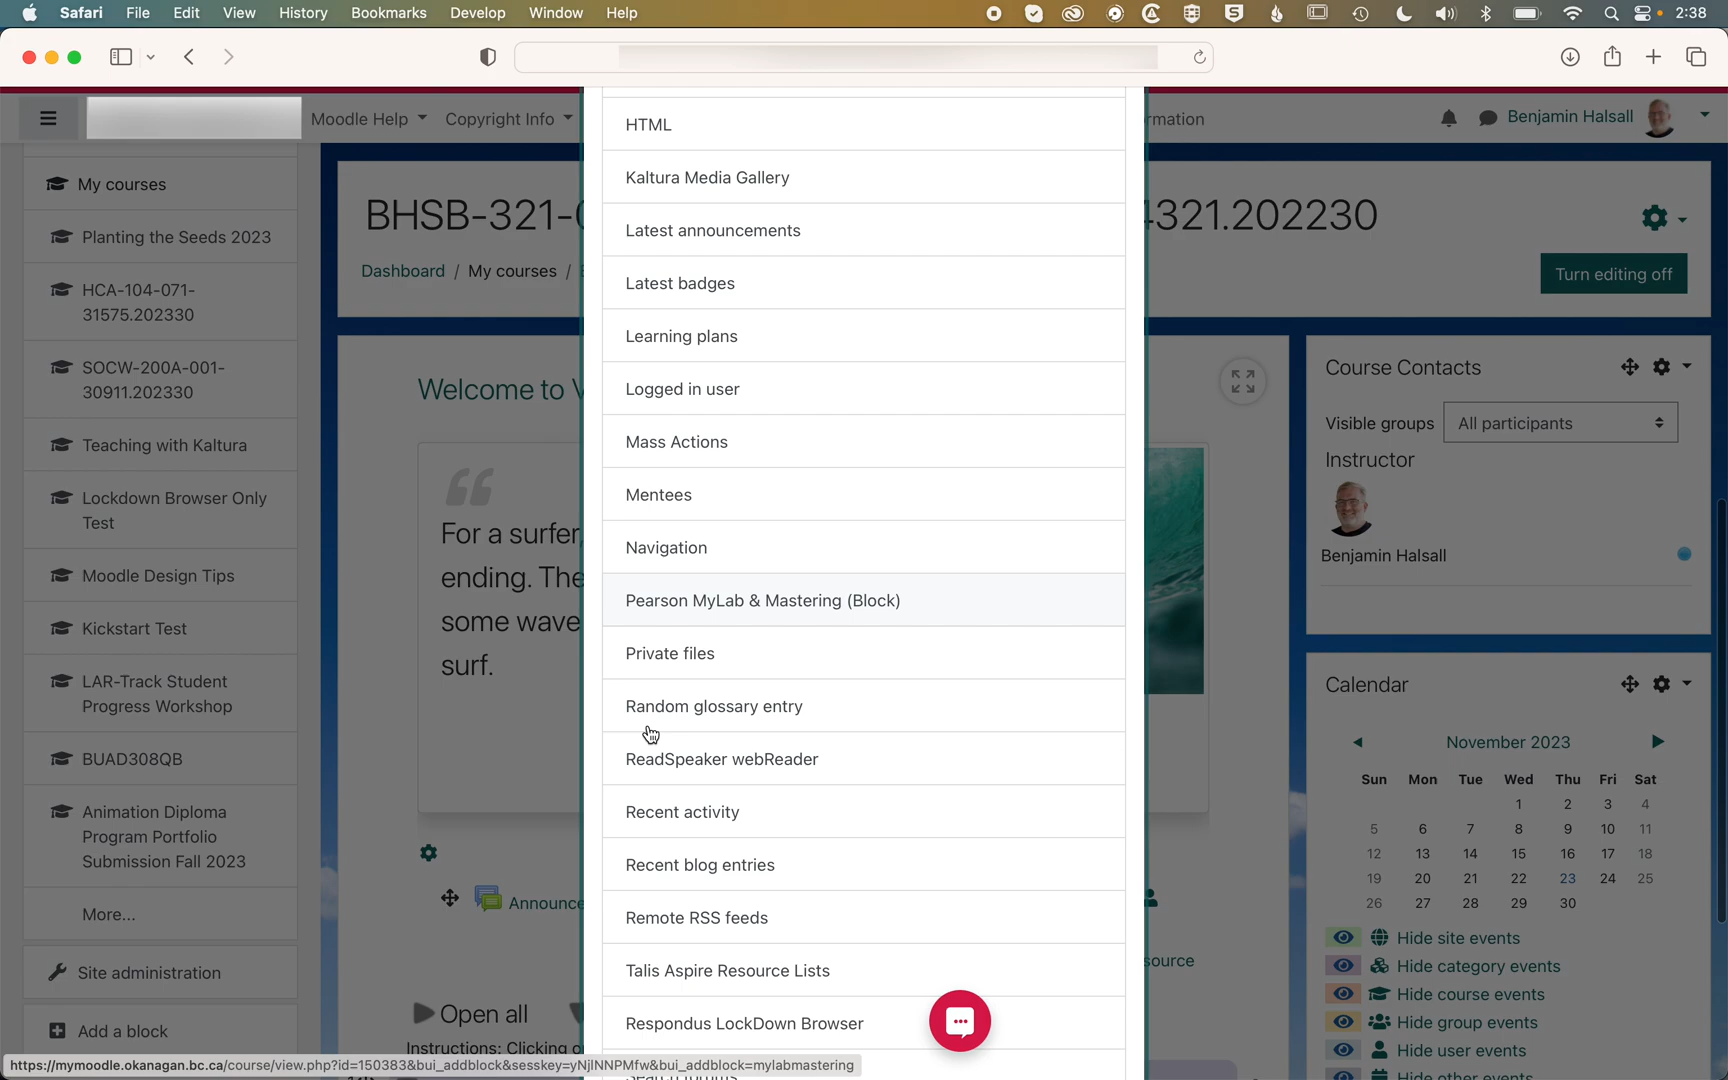 Safari File Edit View History Bookmarks Develop Window Help 2:38
Moodle Help Copyright Info rmation Benjamin Halsall
My courses
Planting the Seeds 2023
HCA-104-071-
31575.202330
SOCW-200A-001-
30911.202330
Teaching with Kaltura
Lockdown Browser Only
Test
Moodle Design Tips
Kickstart Test
LAR-Track Student
Progress Workshop
BUAD308QB
Animation Diploma
Program Portfolio
Submission Fall 2023
More...
Site administration
Add a block
BHSB-321- 321.202230
Dashboard / My courses /
Turn editing off
Welcome to
For a surfer,
ending. The
some wave
surf.
Announce
source
Open all
Instructions: Clicking o
HTML
Kaltura Media Gallery
Latest announcements
Latest badges
Learning plans
Logged in user
Mass Actions
Mentees
Navigation
Pearson MyLab & Mastering (Block)
Private files
Random glossary entry
ReadSpeaker webReader
Recent activity
Recent blog entries
Remote RSS feeds
Talis Aspire Resource Lists
Respondus LockDown Browser
Course Contacts
Visible groups All participants
Instructor
Benjamin Halsall
Calendar
November 2023
Sun Mon Tue Wed Thu Fri Sat
1 2 3 4
5 6 7 8 9 10 11
12 13 14 15 16 17 18
19 20 21 22 23 24 25
26 27 28 29 30
Hide site events
Hide category events
Hide course events
Hide group events
Hide user events
Hide other events
https://mymoodle.okanagan.bc.ca/course/view.php?id=150383&bui_addblock&sesskey=yNjINNPMfw&bui_addblock=mylabmastering